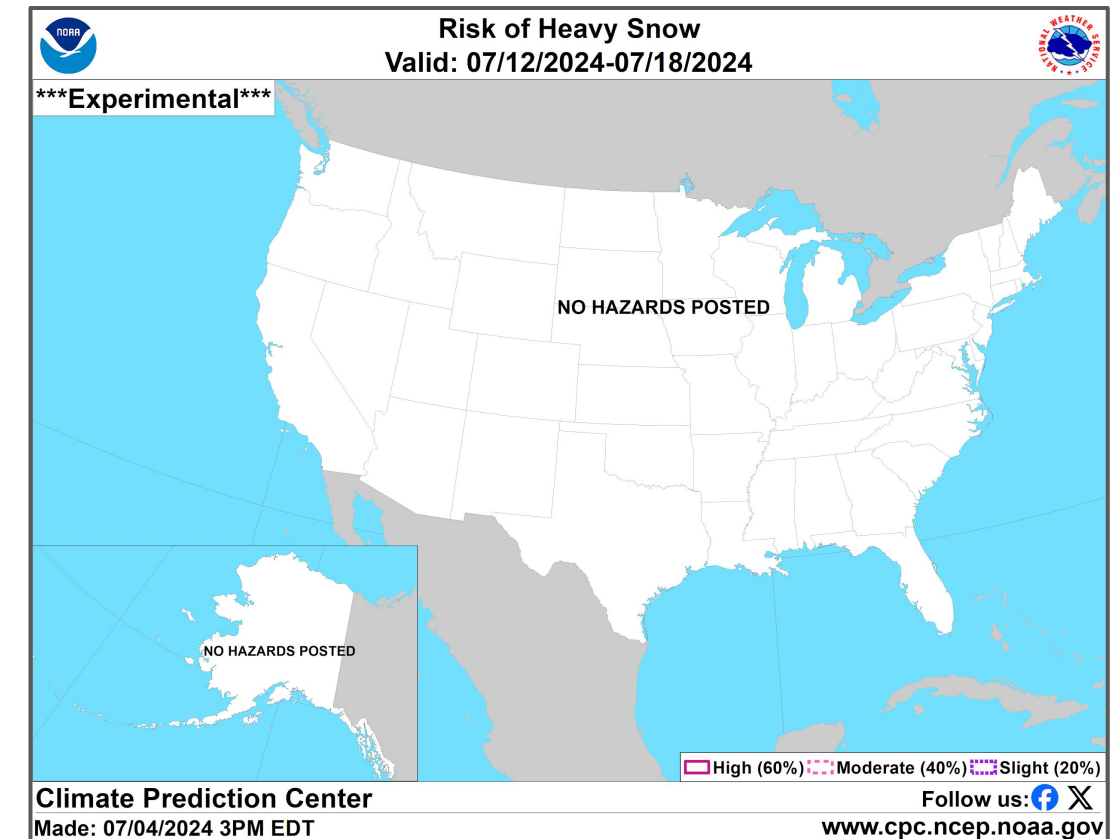 NOAA
Risk of Heavy Snow
Valid: 07/12/2024-07/18/2024
NATIONAL WEATHER SERVICE
***Experimental***
NO HAZARDS POSTED
NO HAZARDS POSTED
High (60%) Moderate (40%) Slight (20%)
Climate Prediction Center
Follow us:
Made: 07/04/2024 3PM EDT
www.cpc.ncep.noaa.gov